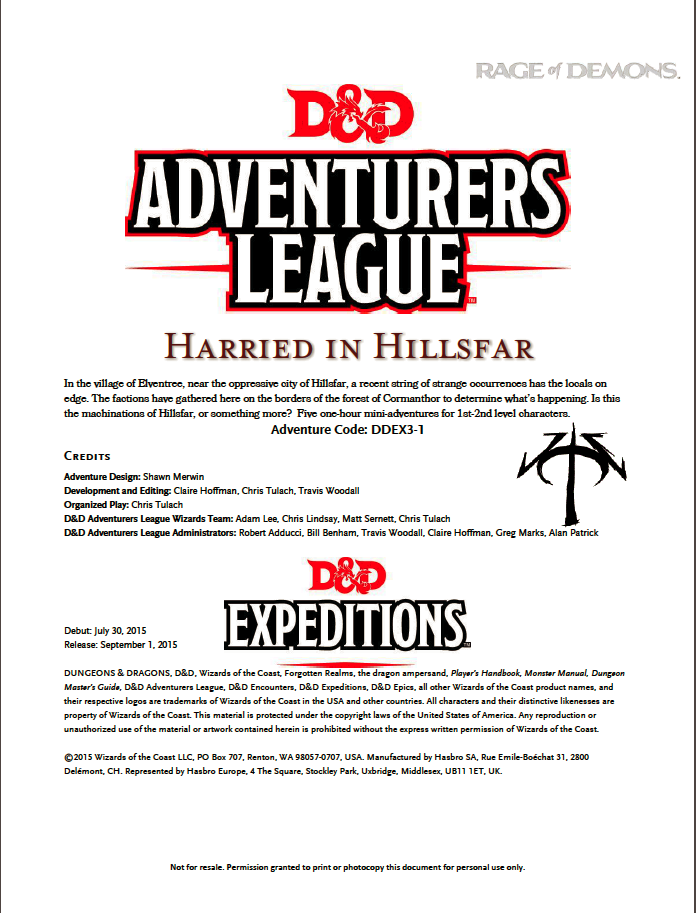 RAGE of DEMONS.
D&D
ADVENTURERS
LEAGUE
TM
HARRIED IN HILLSFAR
In the village of Elventree, near the oppressive city of Hillsfar, a recent string of strange occurrences has the locals on
edge. The factions have gathered here on the borders of the forest of Cormanthor to determine what's happening. Is this
the machinations of Hillsfar, or something more?  Five one-hour mini-adventures for 1st-2nd level characters.
Adventure Code: DDEX3-1
CREDITS
Adventure Design: Shawn Merwin
Development and Editing: Claire Hoffman, Chris Tulach, Travis Woodall
Organized Play: Chris Tulach
D&D Adventurers League Wizards Team: Adam Lee, Chris Lindsay, Matt Sernett, Chris Tulach
D&D Adventurers League Administrators: Robert Adducci, Bill Benham, Travis Woodall, Claire Hoffman, Greg Marks, Alan Patrick
D&D
EXPEDITIONS
TM
Debut: July 30, 2015
Release: September 1, 2015
DUNGEONS & DRAGONS, D&D, Wizards of the Coast, Forgotten Realms, the dragon ampersand, Player's Handbook, Monster Manual, Dungeon
Master's Guide, D&D Adventurers League, D&D Encounters, D&D Expeditions, D&D Epics, all other Wizards of the Coast product names, and
their respective logos are trademarks of Wizards of the Coast in the USA and other countries. All characters and their distinctive likenesses are
property of Wizards of the Coast. This material is protected under the copyright laws of the United States of America. Any reproduction or
unauthorized use of the material or artwork contained herein is prohibited without the express written permission of Wizards of the Coast.
©2015 Wizards of the Coast LLC, PO Box 707, Renton, WA 98057-0707, USA. Manufactured by Hasbro SA, Rue Emile-Boéchat 31, 2800
Delémont, CH. Represented by Hasbro Europe, 4 The Square, Stockley Park, Uxbridge, Middlesex, UB11 1ET, UK.
Not for resale. Permission granted to print or photocopy this document for personal use only.